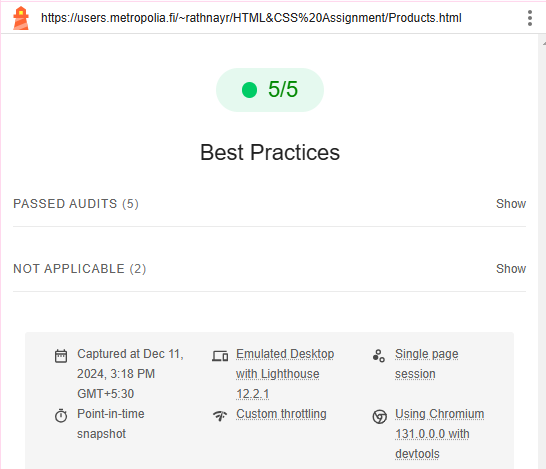 https://users.metropolia.fi/~rathnayr/HTML&CSS%20Assignment/Products.html
5/5
Best Practices
PASSED AUDITS (5)
Show
NOT APPLICABLE (2)
Show
Captured at Dec 11,
2024, 3:18 PM
GMT+5:30
Emulated Desktop
with Lighthouse
12.2.1
Single page
session
Point-in-time
snapshot
Custom throttling
Using Chromium
131.0.0.0 with
devtools